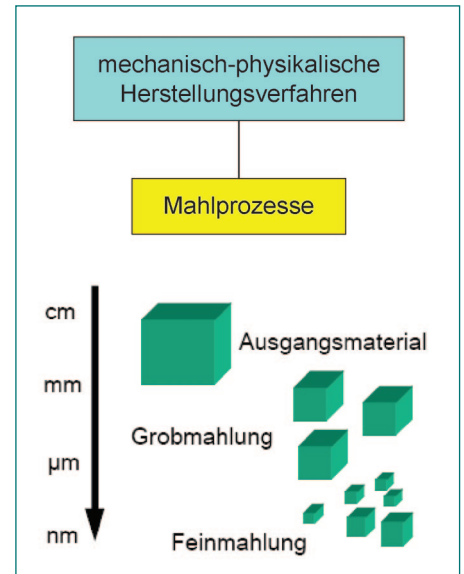 mechanisch-physikalische
Herstellungsverfahren
Mahlprozesse
cm
Ausgangsmaterial
mm
Grobmahlung
µm
nm
Feinmahlung